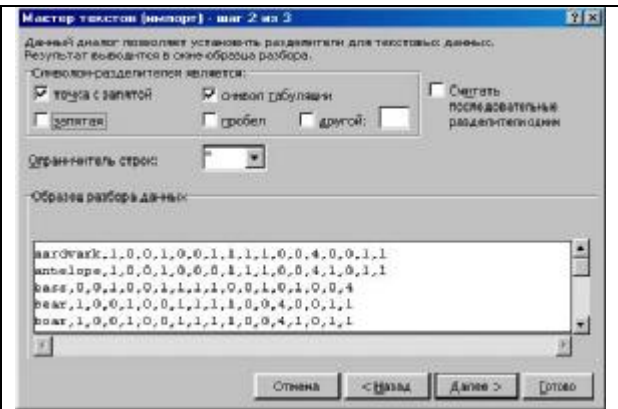 Мастер текстов (импорт) - шаг 2 из 3
Данный диалог позволяет установить разделители для текстовых данных.
Результат выводится в окне образца разбора.
Символом-разделителем является:
точка с запятой
символ табуляции
запятая
пробел
другой:
Считать
последовательные
разделители одним
Ограничитель строк:
"
Образец разбора данных
aardvark,1,0,0,1,0,0,1,1,1,1,0,0,4,0,0,1,1
antelope,1,0,0,1,0,0,0,1,1,1,0,0,4,1,0,1,1
bass,0,0,1,0,0,1,1,1,1,0,0,1,0,1,0,0,4
bear,1,0,0,1,0,0,1,1,1,1,0,0,4,0,0,1,1
boar,1,0,0,1,0,0,1,1,1,1,0,0,4,1,0,1,1
Отмена
< Назад
Далее >
Готово